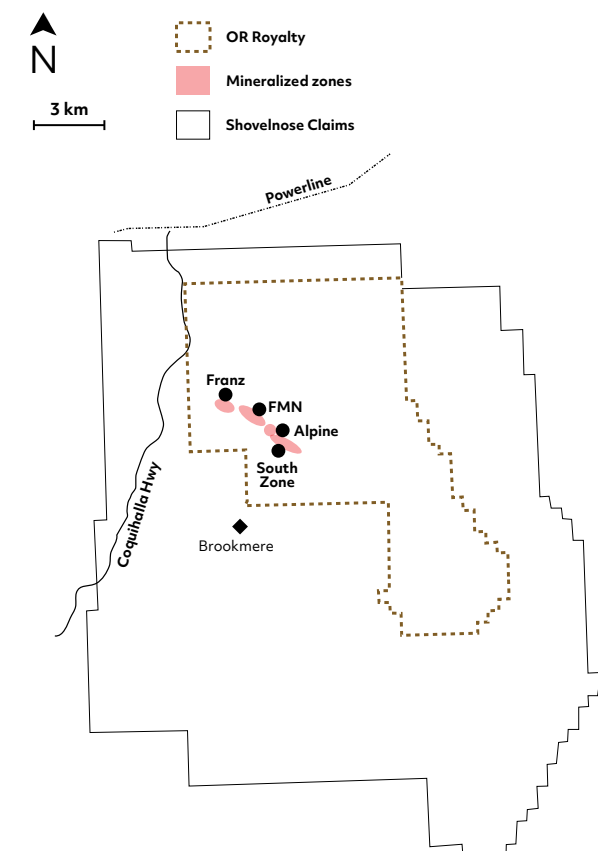 OR Royalty
N
Mineralized zones
3 km
Shovelnose Claims
Powerline
Franz
FMN
Alpine
South
Zone
Coquihalla Hwy
Brookmere